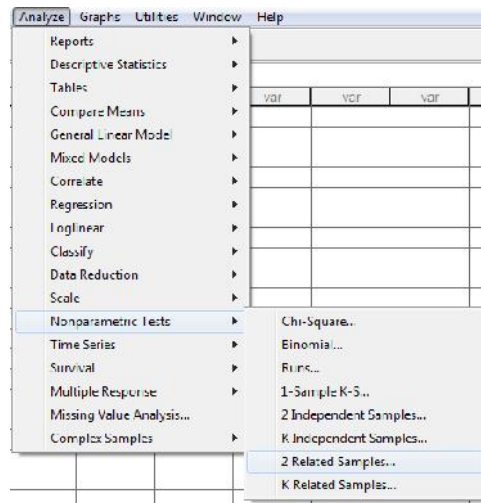 Analyze Graphs Utilities Window Help
Reports
Descriptive Statistics
Tables
var var var
Compare Means
General Linear Model
Mixed Models
Correlate
Regression
Loglinear
Classify
Data Reduction
Scale
Nonparametric Tests
Time Series
Survival
Multiple Response
Missing Value Analysis...
Complex Samples
Chi-Square...
Binomial...
Runs...
1-Sample K-S...
2 Independent Samples...
K Independent Samples...
2 Related Samples...
K Related Samples...